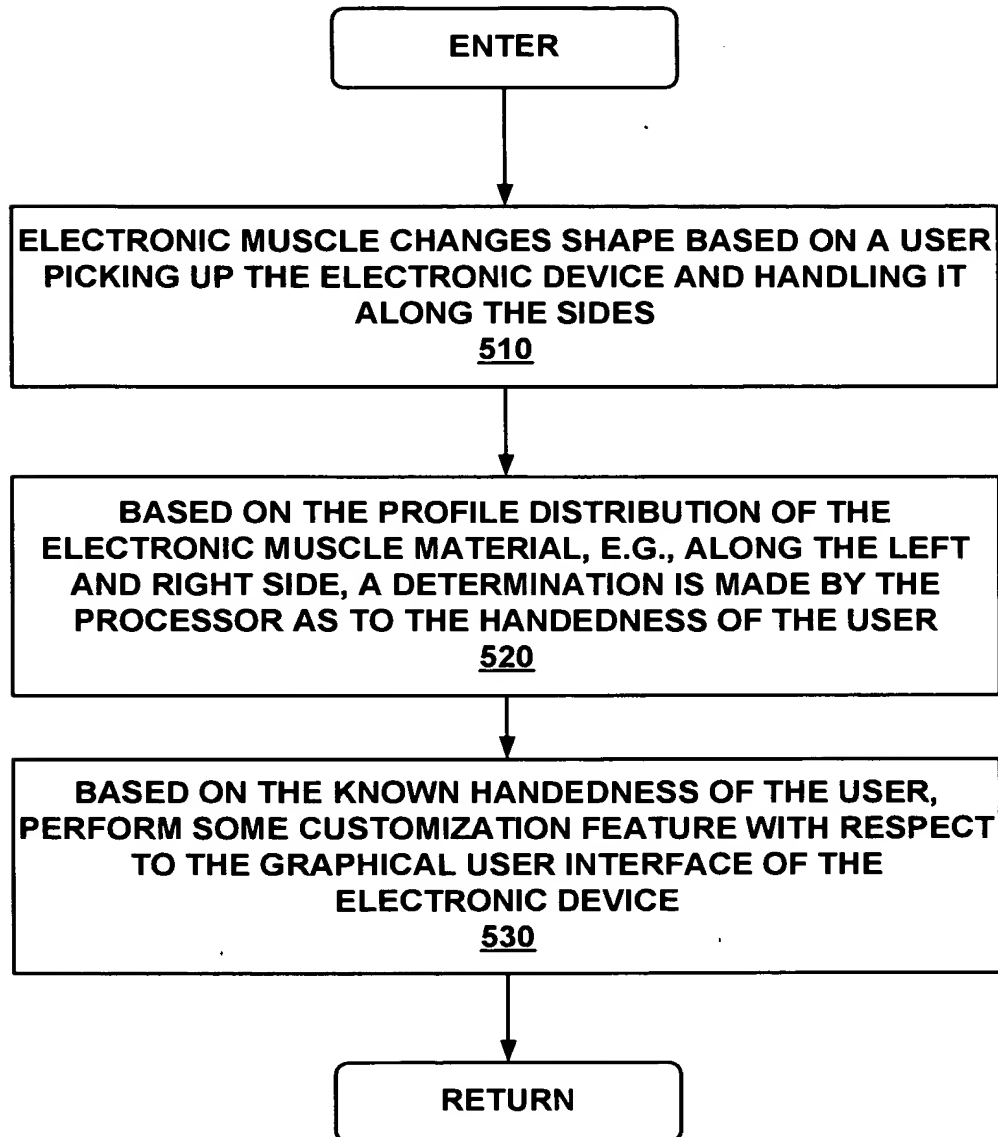 ENTER
ELECTRONIC MUSCLE CHANGES SHAPE BASED ON A USER
PICKING UP THE ELECTRONIC DEVICE AND HANDLING IT
ALONG THE SIDES
510
BASED ON THE PROFILE DISTRIBUTION OF THE
ELECTRONIC MUSCLE MATERIAL, E.G., ALONG THE LEFT
AND RIGHT SIDE, A DETERMINATION IS MADE BY THE
PROCESSOR AS TO THE HANDEDNESS OF THE USER
520
BASED ON THE KNOWN HANDEDNESS OF THE USER,
PERFORM SOME CUSTOMIZATION FEATURE WITH RESPECT
TO THE GRAPHICAL USER INTERFACE OF THE
ELECTRONIC DEVICE
530
RETURN